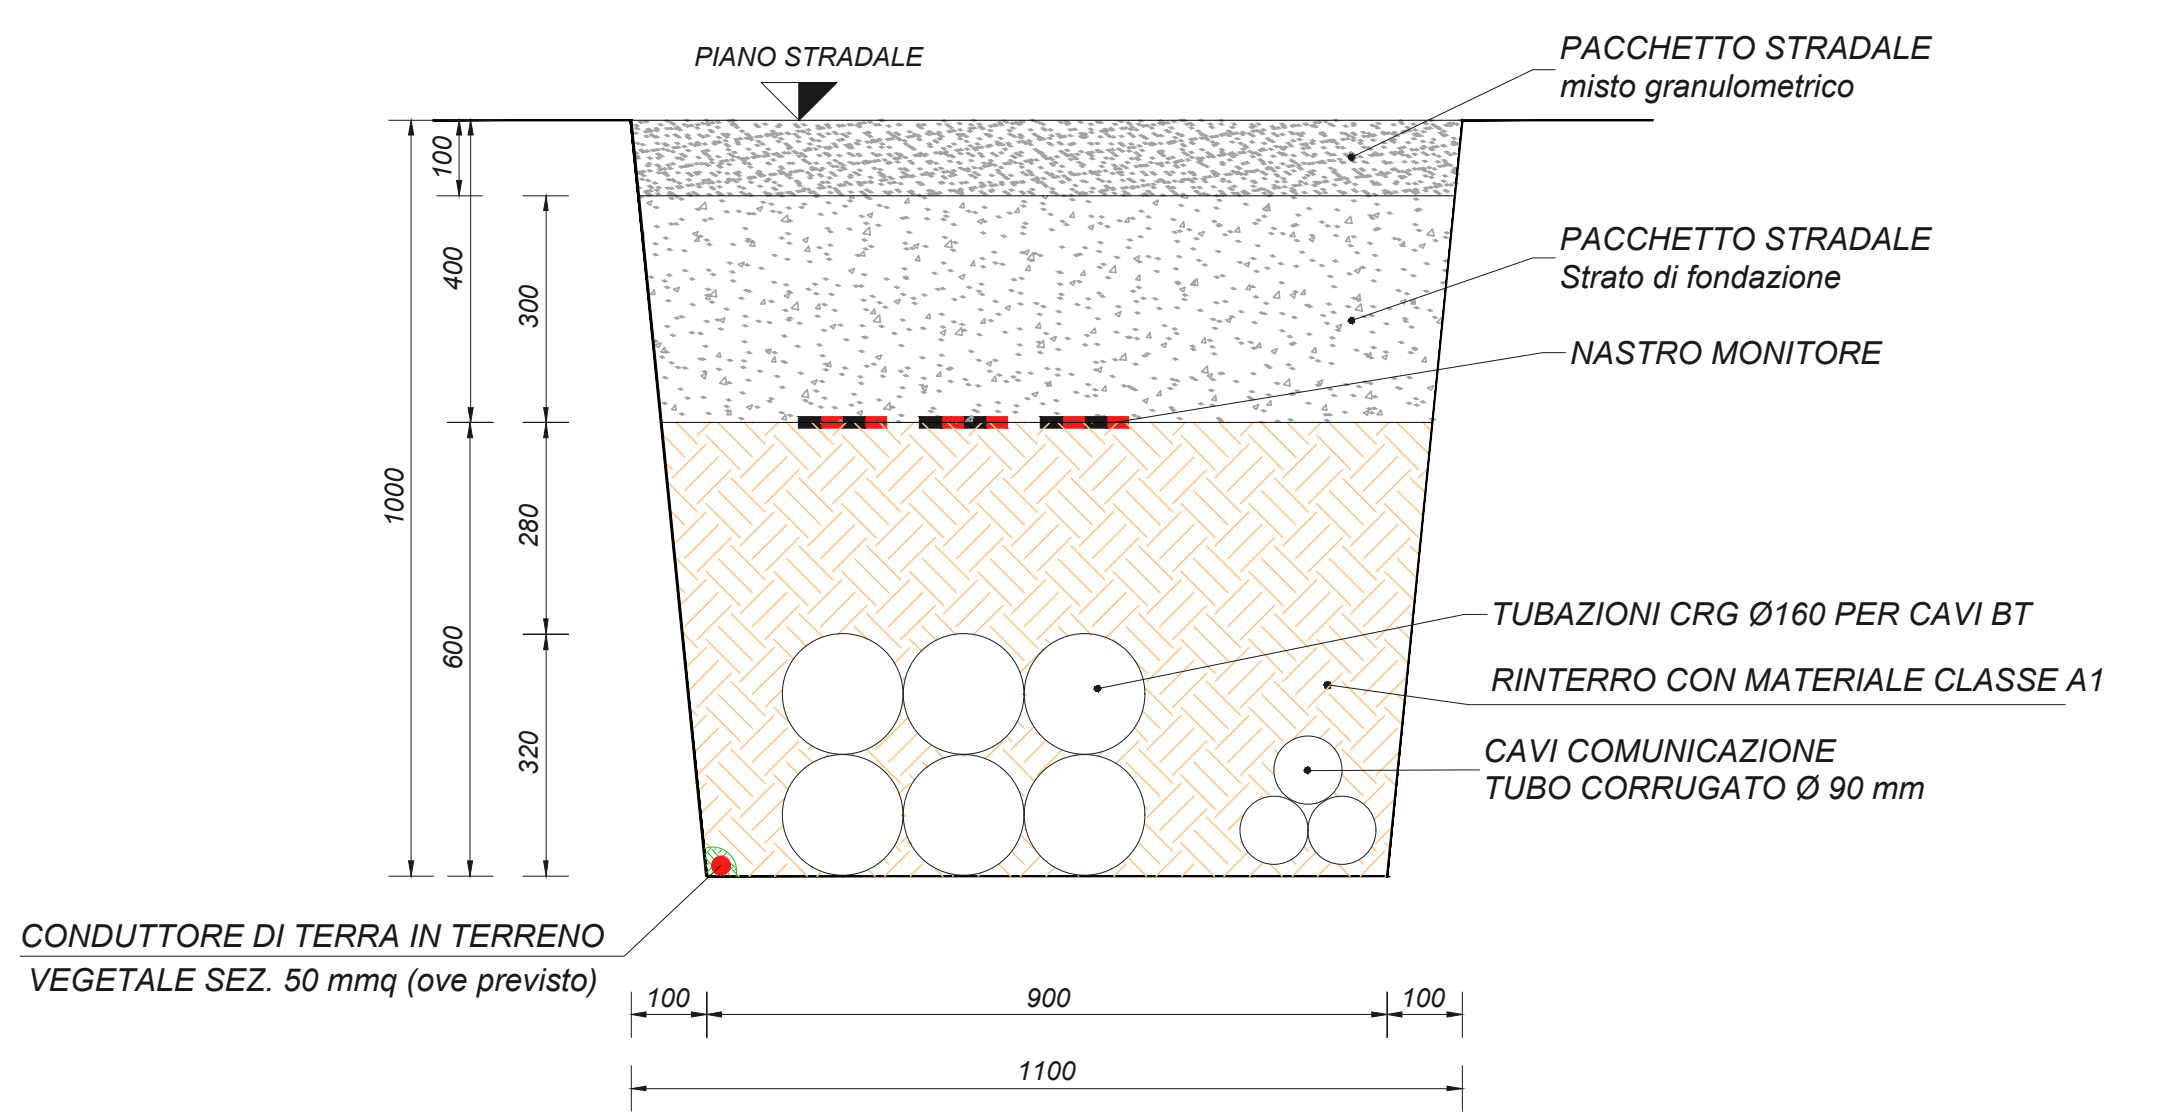 PIANO STRADALE
PACCHETTO STRADALE
misto granulometrico
100
400
300
PACCHETTO STRADALE
Strato di fondazione
NASTRO MONITORE
1000
280
600
320
TUBAZIONI CRG Ø160 PER CAVI BT
RINTERRO CON MATERIALE CLASSE A1
CAVI COMUNICAZIONE
TUBO CORRUGATO Ø 90 mm
CONDUTTORE DI TERRA IN TERRENO
VEGETALE SEZ. 50 mmq (ove previsto)
100 900 100
1100